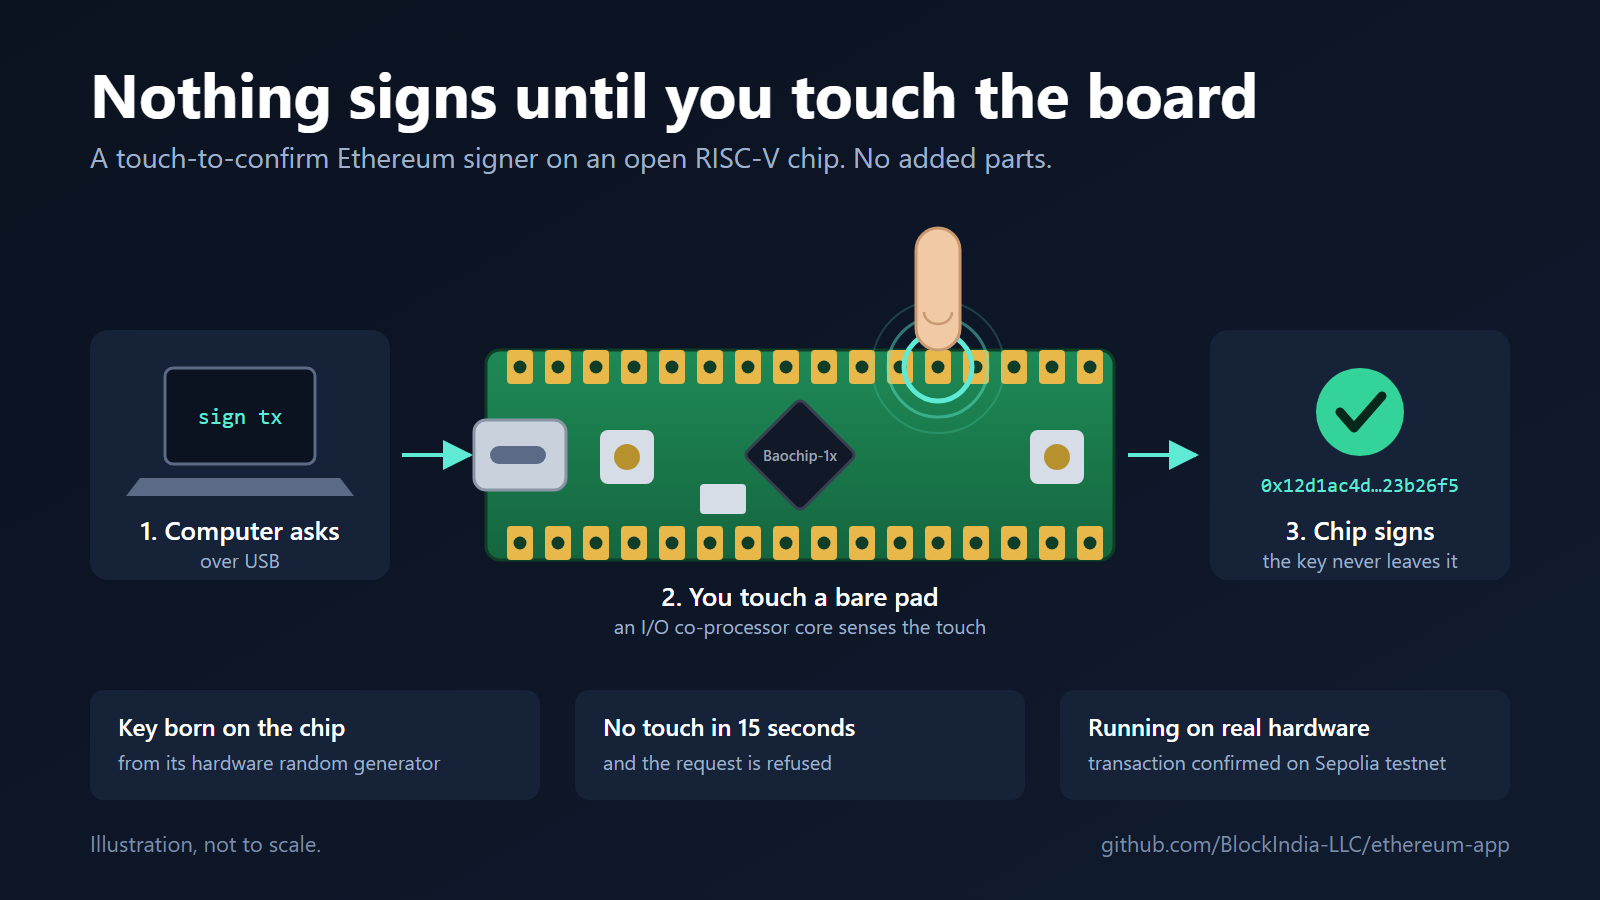 Nothing signs until you touch the board
A touch-to-confirm Ethereum signer on an open RISC-V chip. No added parts.
sign tx
1. Computer asks
over USB
Baochip-1x
2. You touch a bare pad
an I/O co-processor core senses the touch
0x12d1ac4d…23b26f5
3. Chip signs
the key never leaves it
Key born on the chip
from its hardware random generator
No touch in 15 seconds
and the request is refused
Running on real hardware
transaction confirmed on Sepolia testnet
Illustration, not to scale.
github.com/BlockIndia-LLC/ethereum-app